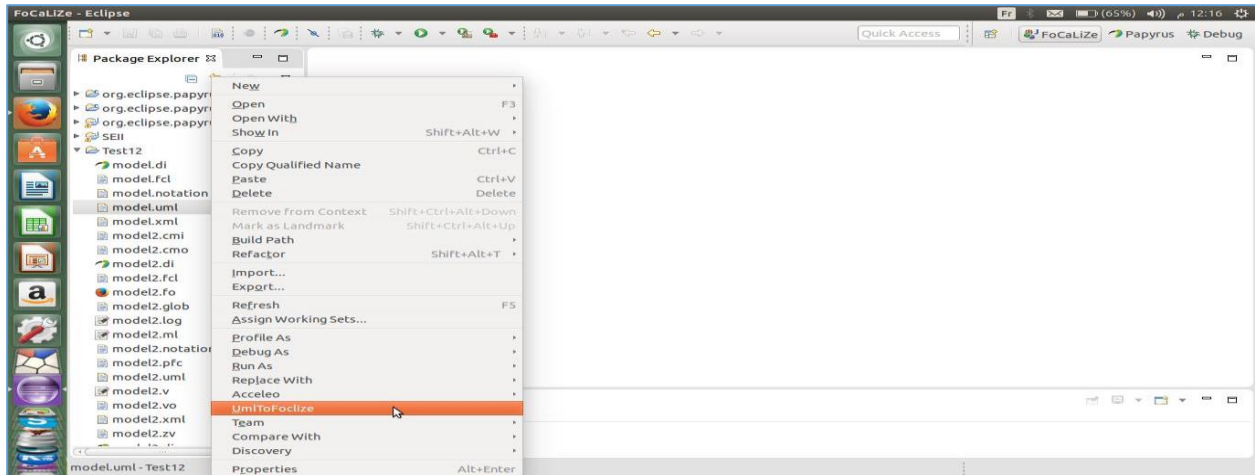 FoCaLiZe - Eclipse
Fr (65%) 12:16 م
Quick Access FoCaLiZe Papyrus Debug
Package Explorer
org.eclipse.papyr
org.eclipse.papyr
org.eclipse.papyr
SEII
Test12
model.di
model.fcl
model.notation
model.uml
model.xml
model2.cmi
model2.cmo
model2.di
model2.fcl
model2.fo
model2.glob
model2.log
model2.ml
model2.notation
model2.pfc
model2.uml
model2.v
model2.vo
model2.xml
model2.zv
New
Open F3
Open With
Show In Shift+Alt+W
Copy Ctrl+C
Copy Qualified Name
Paste Ctrl+V
Delete Delete
Remove from Context Shift+Ctrl+Alt+Down
Mark as Landmark Shift+Ctrl+Alt+Up
Build Path
Refactor Shift+Alt+T
Import...
Export...
Refresh F5
Assign Working Sets...
Profile As
Debug As
Run As
Replace With
Acceleo
UmlToFoclize
Team
Compare With
Discovery
Properties Alt+Enter
model.uml - Test12